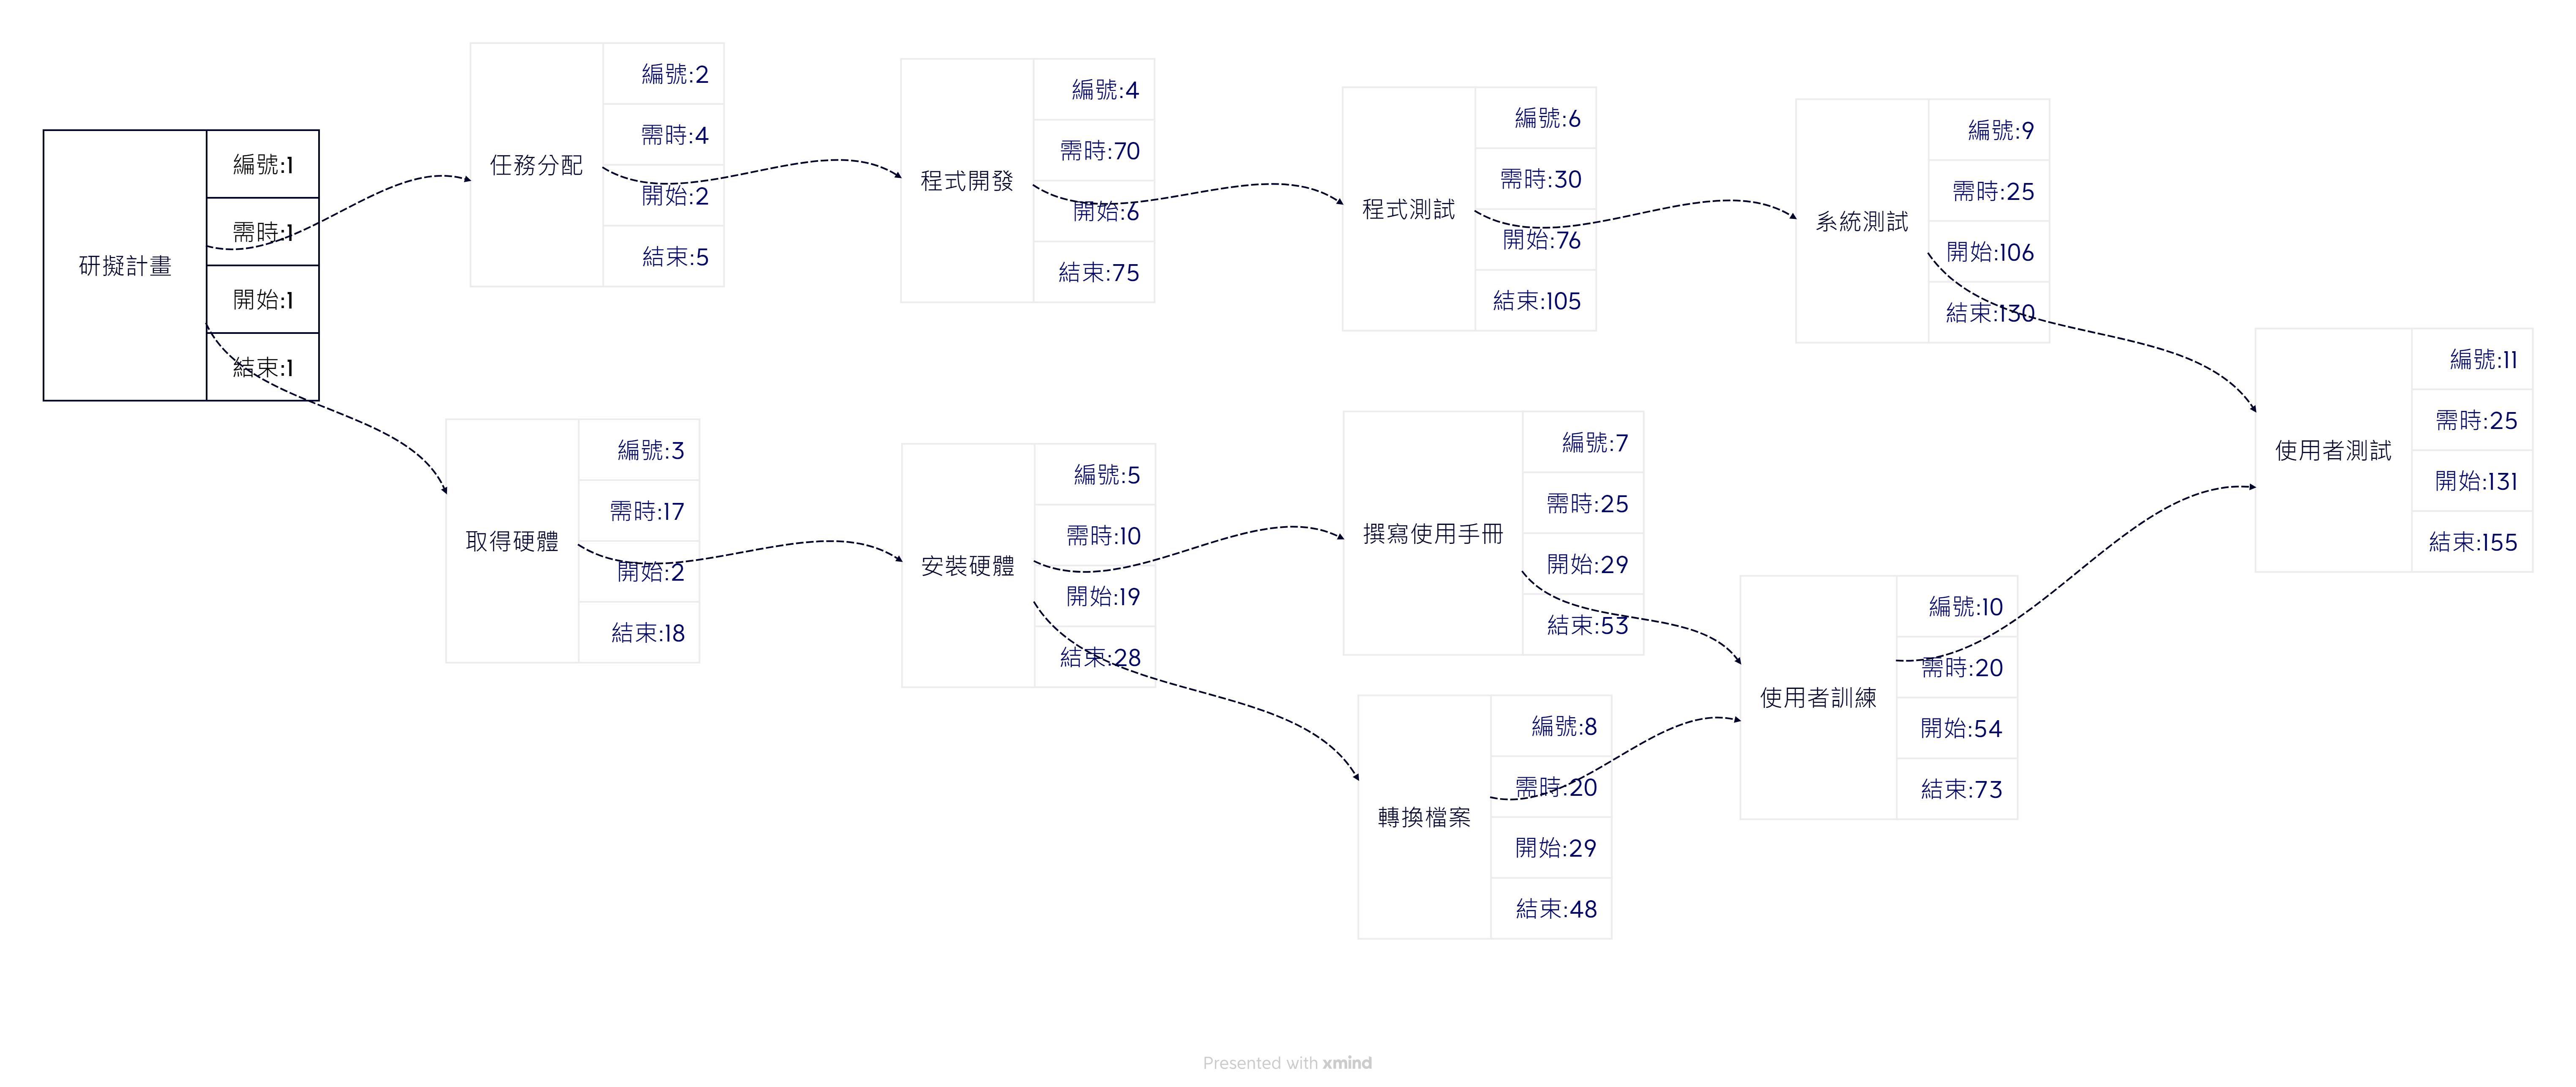 研擬計畫
編號:1
需時:1
開始:1
結束:1
任務分配
編號:2
需時:4
開始:2
結束:5
程式開發
編號:4
需時:70
開始:6
結束:75
程式測試
編號:6
需時:30
開始:76
結束:105
系統測試
編號:9
需時:25
開始:106
結束:130
取得硬體
編號:3
需時:17
開始:2
結束:18
安裝硬體
編號:5
需時:10
開始:19
結束:28
撰寫使用手冊
編號:7
需時:25
開始:29
結束:53
轉換檔案
編號:8
需時:20
開始:29
結束:48
使用者訓練
編號:10
需時:20
開始:54
結束:73
使用者測試
編號:11
需時:25
開始:131
結束:155
Presented with xmind